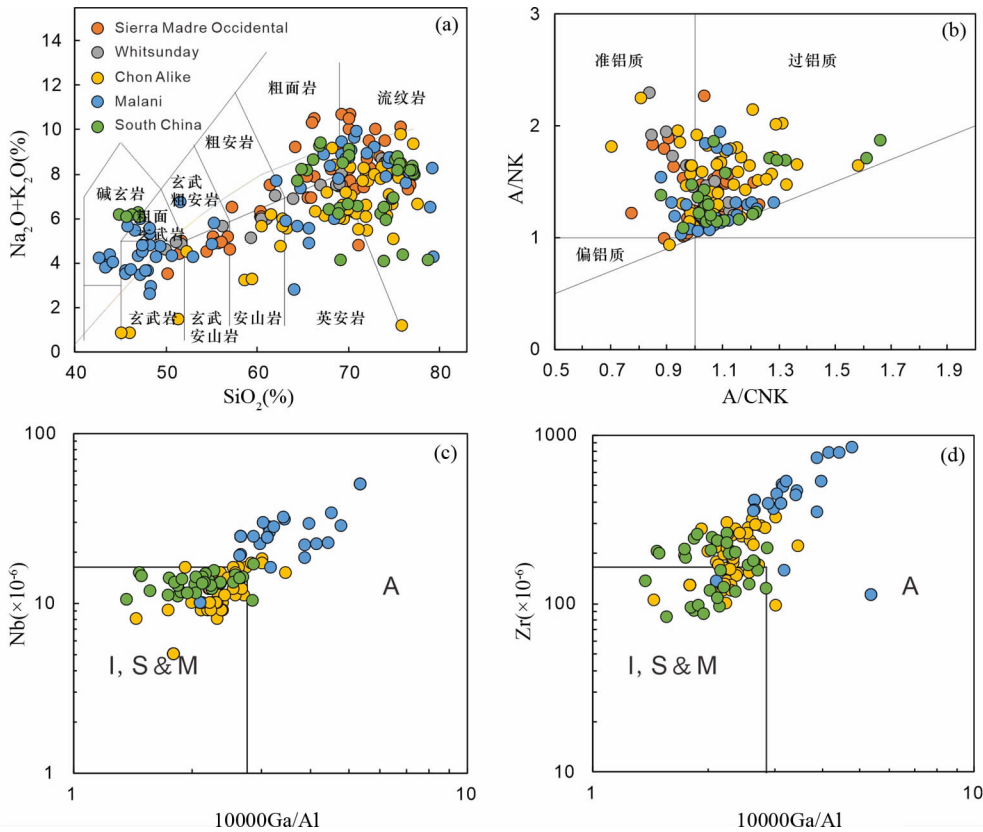 (a)
Sierra Madre Occidental
Whitsunday
Chon Alike
Malani
South China
粗面岩
流纹岩
粗安岩
碱玄岩
玄武
粗安岩
粗面
玄武岩
玄武岩
玄武
安山岩
安山岩
英安岩
Na2O+K2O(%)
14
12
10
8
6
4
2
0
40
50
60
70
80
SiO2(%)
(b)
准铝质
过铝质
偏铝质
A/NK
3
2
1
0
0.5
0.7
0.9
1.1
1.3
1.5
1.7
1.9
A/CNK
(c)
Nb(×10⁻⁶)
100
10
1
A
I, S & M
1
10
10000Ga/Al
(d)
Zr(×10⁻⁶)
1000
100
10
A
I, S & M
1
10
10000Ga/Al